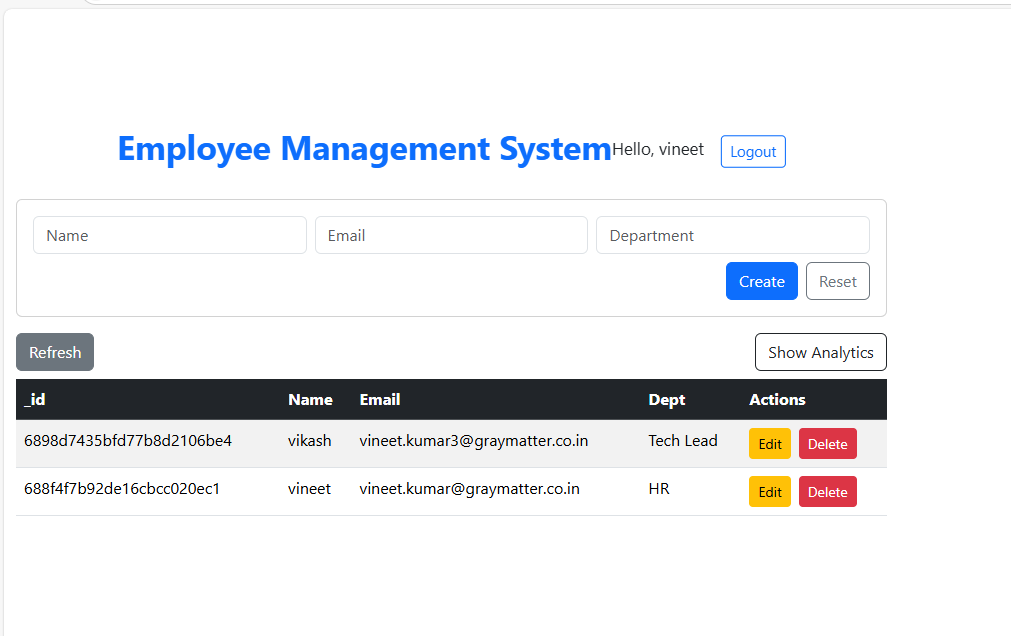 Employee Management System Hello, vineet Logout
Name Email Department
Create Reset
Refresh Show Analytics
_id Name Email Dept Actions
6898d7435bfd77b8d2106be4 vikash vineet.kumar3@graymatter.co.in Tech Lead Edit Delete
688f4f7b92de16cbcc020ec1 vineet vineet.kumar@graymatter.co.in HR Edit Delete